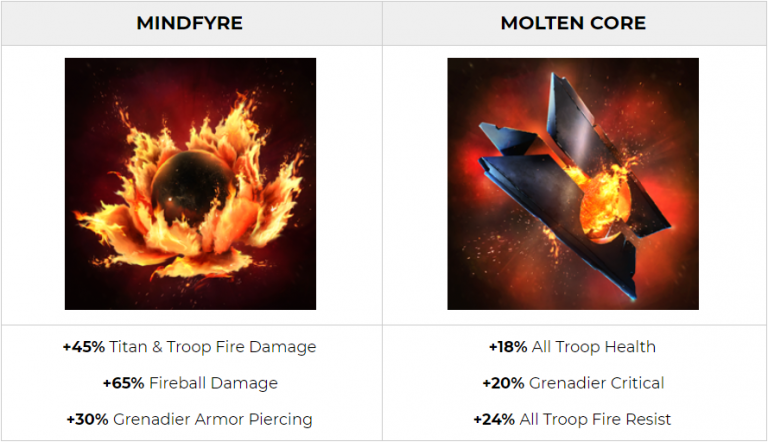 MINDFYRE
MOLTEN CORE
+45% Titan & Troop Fire Damage
+65% Fireball Damage
+30% Grenadier Armor Piercing
+18% All Troop Health
+20% Grenadier Critical
+24% All Troop Fire Resist